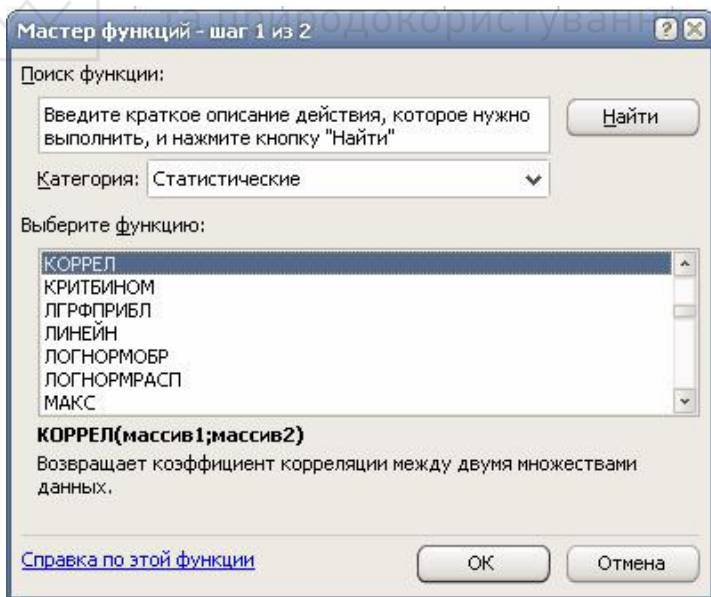 та природокористування
Мастер функций - шаг 1 из 2
Поиск функции:
Введите краткое описание действия, которое нужно
выполнить, и нажмите кнопку "Найти"
Найти
Категория: Статистические
Выберите функцию:
КОРРЕЛ
КРИТБИНОМ
ЛГРФПРИБЛ
ЛИНЕЙН
ЛОГНОРМОБР
ЛОГНОРМРАСП
МАКС
КОРРЕЛ(массив1;массив2)
Возвращает коэффициент корреляции между двумя множествами
данных.
Справка по этой функции
ОК
Отмена